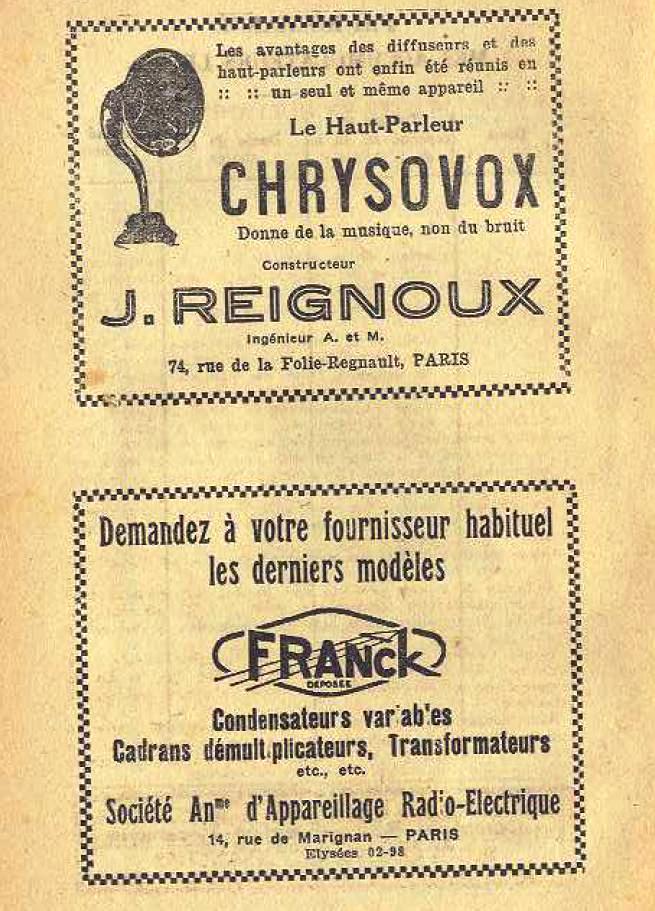 Les avantages des diffuseurs et des
haut-parleurs ont enfin été réunis en
:: :: un seul et même appareil :: ::
Le Haut-Parleur
CHRYSOVOX
Donne de la musique, non du bruit
Constructeur
J. REIGNOUX
Ingénieur A. et M.
74, rue de la Folie-Regnault, PARIS
Demandez à votre fournisseur habituel
les derniers modèles
FRANCK
DEPOSÉE
Condensateurs variables
Cadrans démultiplicateurs, Transformateurs
etc., etc.
Société Anme d'Appareillage Radio-Electrique
14, rue de Marignan — PARIS
Elysées 02-98